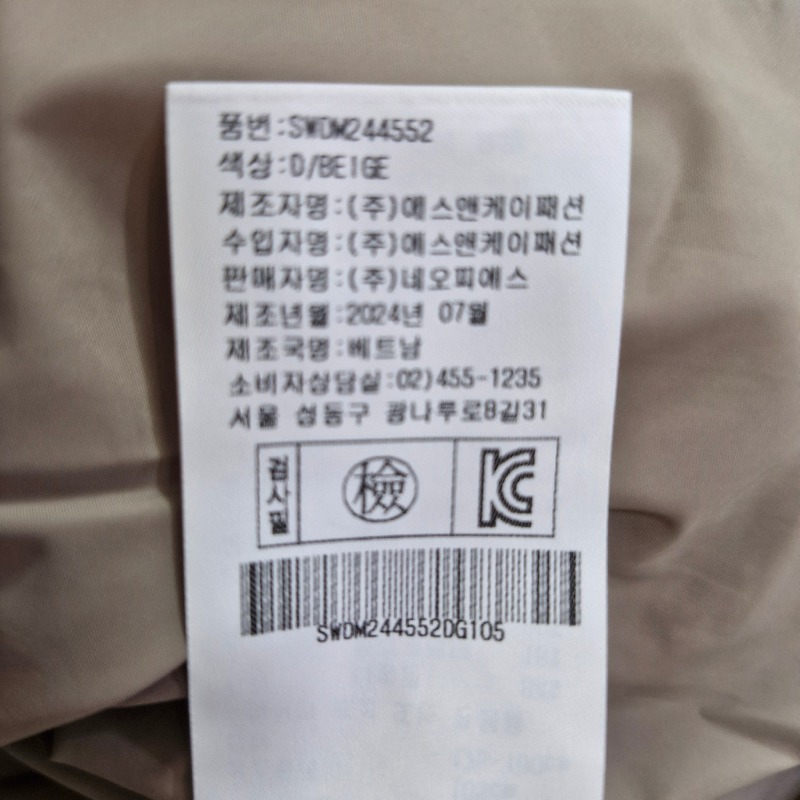 품번:SWDM244552
색상:D/BEIGE
제조자명:(주)에스앤케이패션
수입자명:(주)에스앤케이패션
판매자명:(주)네오피에스
제조년월:2024년 07월
제조국명:베트남
소비자상담실:02)455-1235
서울 성동구 광나루로8길31
검사필 檢 KC
SWDM244552DG105